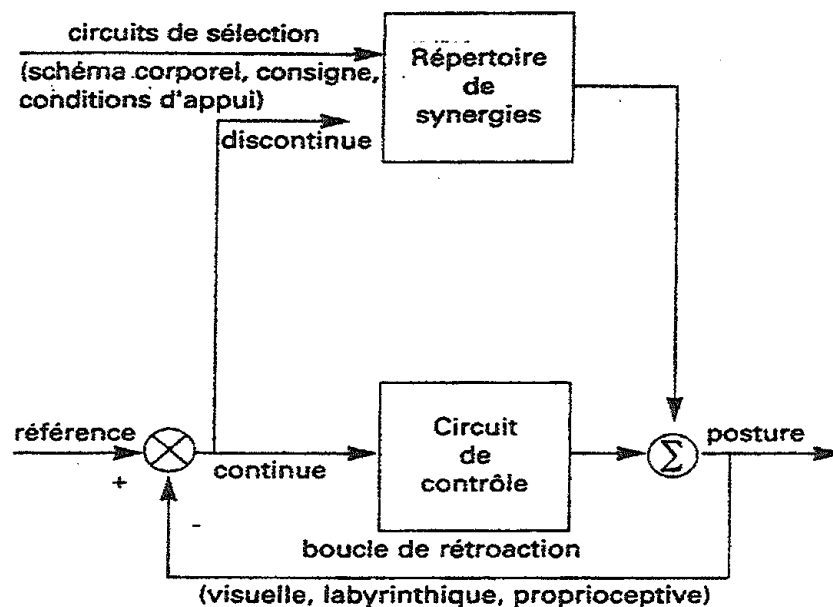 circuits de sélection
(schéma corporel, consigne,
conditions d'appui)
Répertoire
de
synergies
discontinue
référence
+
-
continue
Circuit
de
contrôle
Σ
posture
boucle de rétroaction
(visuelle, labyrinthique, proprioceptive)